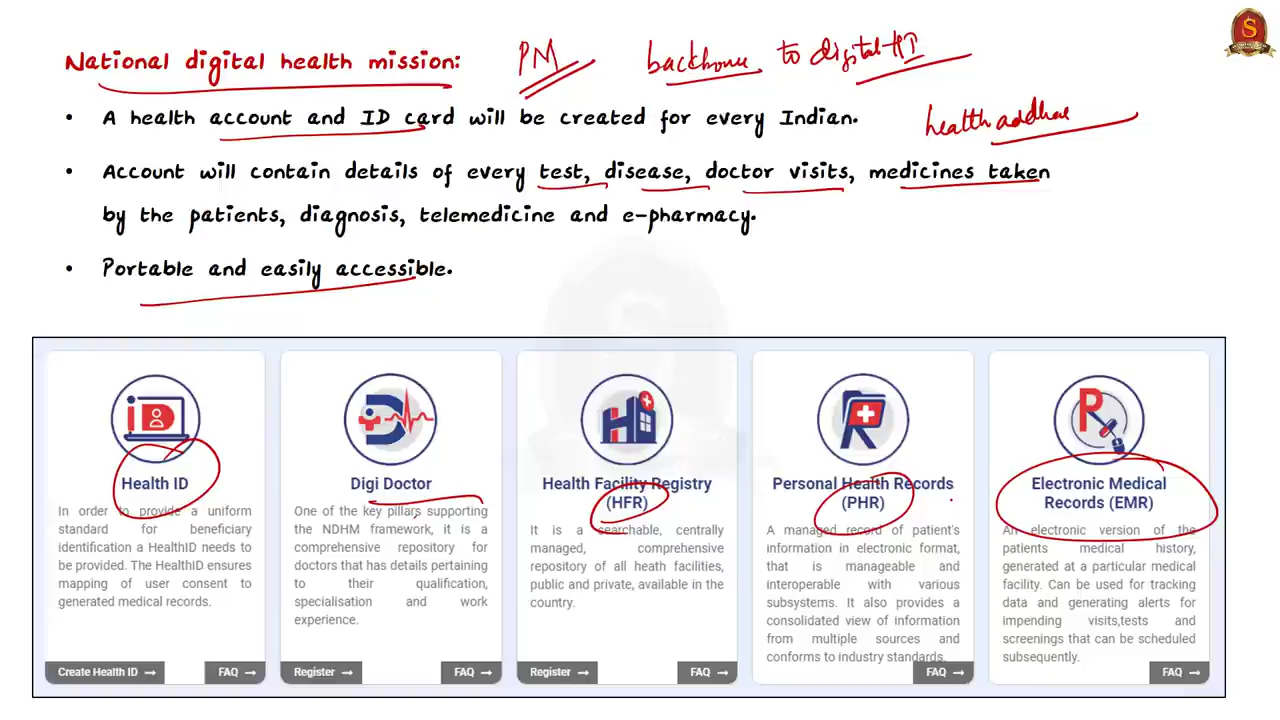 National digital health mission: PM backbone to digital HI
• A health account and ID card will be created for every Indian.
health aadhar
• Account will contain details of every test, disease, doctor visits, medicines taken
by the patients, diagnosis, telemedicine and e-pharmacy.
• Portable and easily accessible.
Health ID
In order to provide a uniform
standard for beneficiary
identification a HealthID needs to
be provided. The HealthID ensures
mapping of user consent to
generated medical records.
Create Health ID → FAQ →
Digi Doctor
One of the key pillars supporting
the NDHM framework, it is a
comprehensive repository for
doctors that has details pertaining
to their qualification,
specialisation and work
experience.
Register → FAQ →
Health Facility Registry
(HFR)
It is a searchable, centrally
managed, comprehensive
repository of all heath facilities,
public and private, available in the
country.
Register → FAQ →
Personal Health Records
(PHR)
A managed record of patient's
information in electronic format,
that is manageable and
interoperable with various
subsystems. It also provides a
consolidated view of information
from multiple sources and
conforms to industry standards.
FAQ →
Electronic Medical
Records (EMR)
An electronic version of the
patients medical history,
generated at a particular medical
facility. Can be used for tracking
data and generating alerts for
impending visits,tests and
screenings that can be scheduled
subsequently.
FAQ →